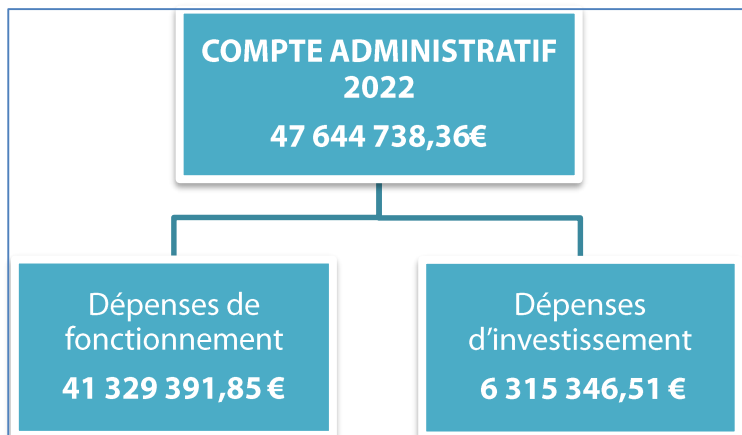 COMPTE ADMINISTRATIF
2022
47 644 738,36€
Dépenses de
fonctionnement
41 329 391,85 €
Dépenses
d’investissement
6 315 346,51 €